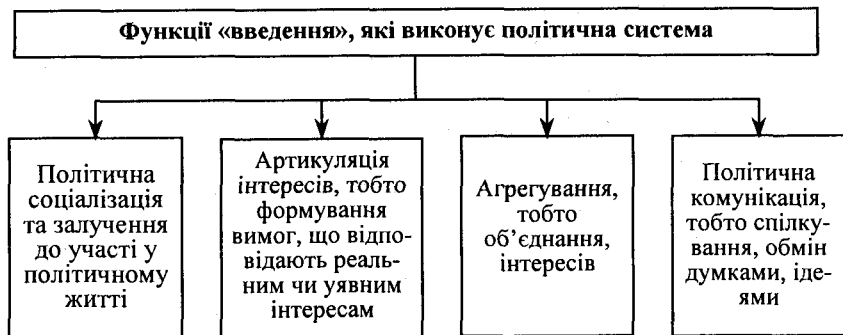 Функції «введення», які виконує політична система
Політична
соціалізація
та залучення
до участі у
політичному
житті
Артикуляція
інтересів, тобто
формування
вимог, що відпо-
відають реаль-
ним чи уявним
інтересам
Агрегування,
тобто
об’єднання,
інтересів
Політична
комунікація,
тобто спілку-
вання, обмін
думками, іде-
ями